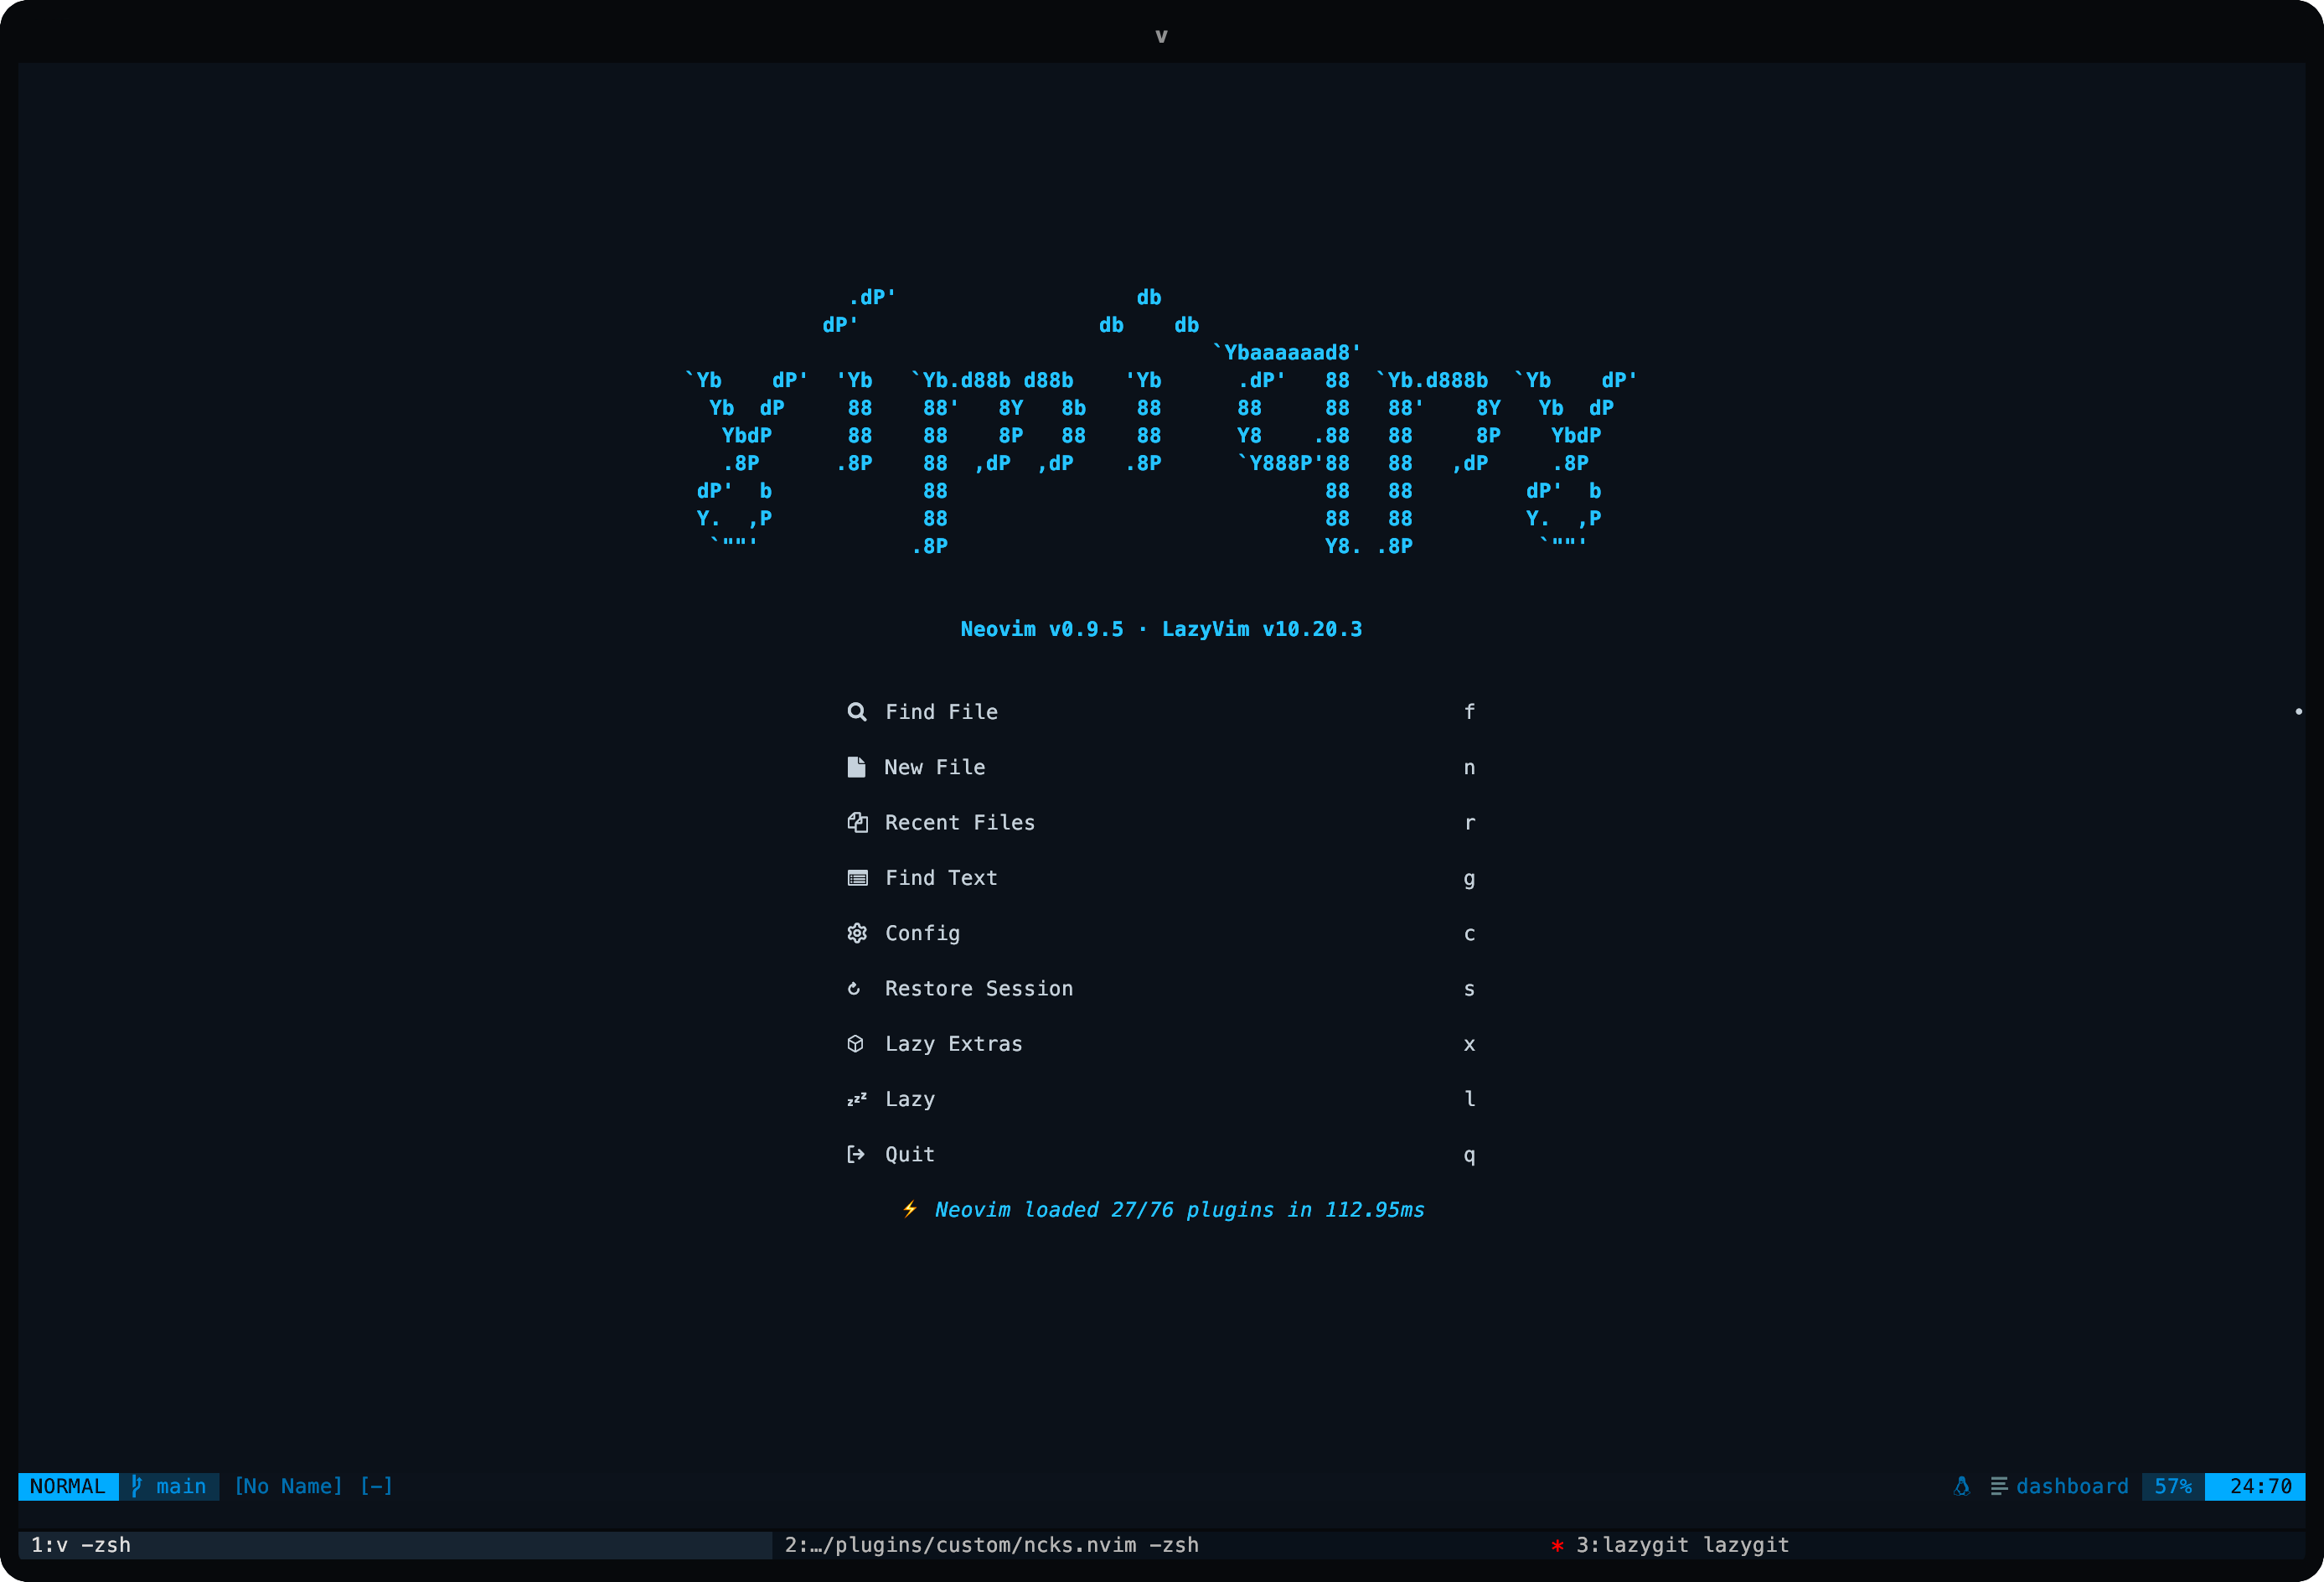 v
               .dP'                   db
             dP'                   db    db
                                            `Ybaaaaaad8'
  `Yb    dP'  'Yb   `Yb.d88b d88b    'Yb      .dP'   88  `Yb.d888b  `Yb    dP'
    Yb  dP     88    88'   8Y   8b    88      88     88   88'    8Y   Yb  dP
     YbdP      88    88    8P   88    88      Y8    .88   88     8P    YbdP
     .8P      .8P    88  ,dP  ,dP    .8P      `Y888P'88   88   ,dP     .8P
   dP'  b            88                              88   88         dP'  b
   Y.  ,P            88                              88   88         Y.  ,P
    `""'            .8P                              Y8. .8P          `""'
Neovim v0.9.5 · LazyVim v10.20.3
Find File f
New File n
Recent Files r
Find Text g
Config c
Restore Session s
Lazy Extras x
Lazy l
Quit q
⚡ Neovim loaded 27/76 plugins in 112.95ms
NORMAL main [No Name] [-] dashboard 57% 24:70
1:v -zsh 2:…/plugins/custom/ncks.nvim -zsh * 3:lazygit lazygit